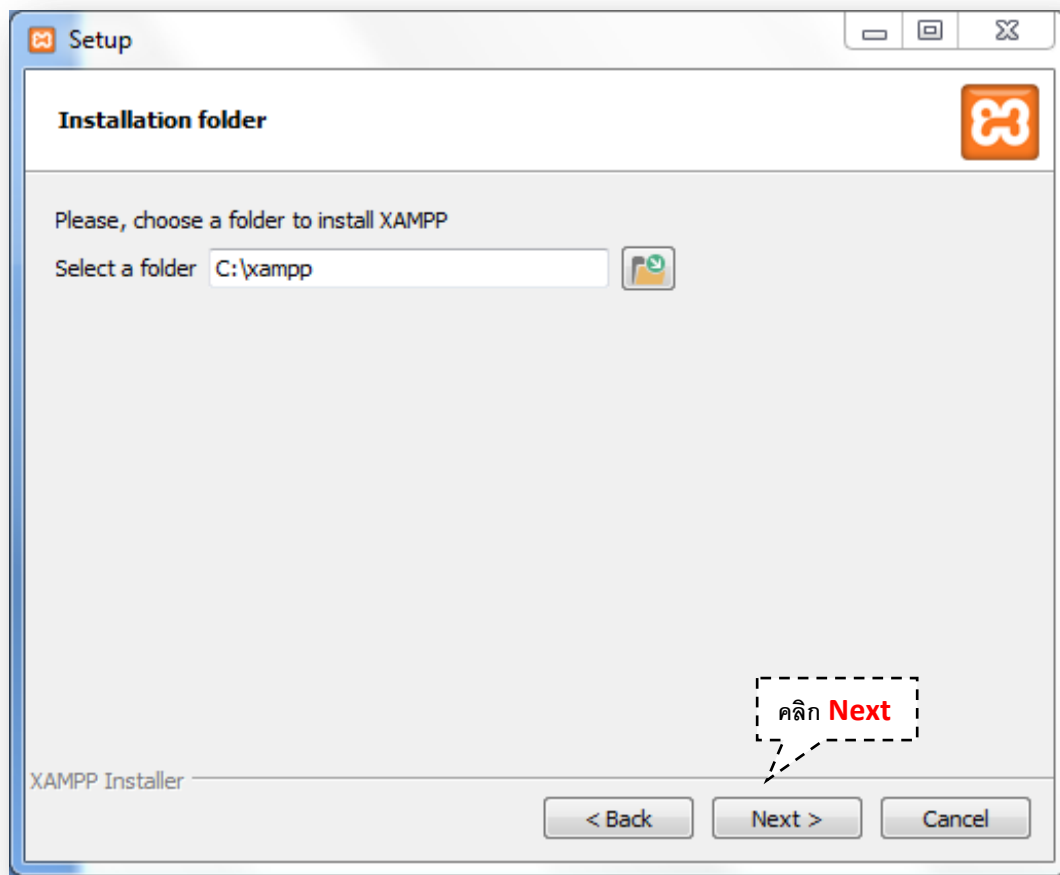 Setup
Installation folder
Please, choose a folder to install XAMPP
Select a folder C:\xampp
คลิก Next
XAMPP Installer
< Back Next > Cancel